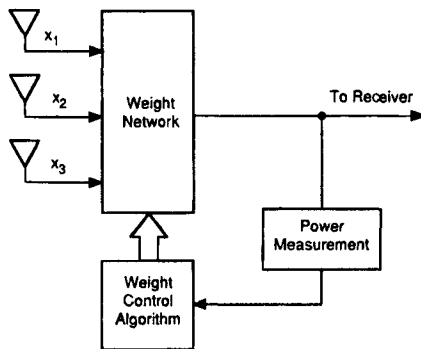 x1
x2
x3
Weight
Network
To Receiver
Power
Measurement
Weight
Control
Algorithm